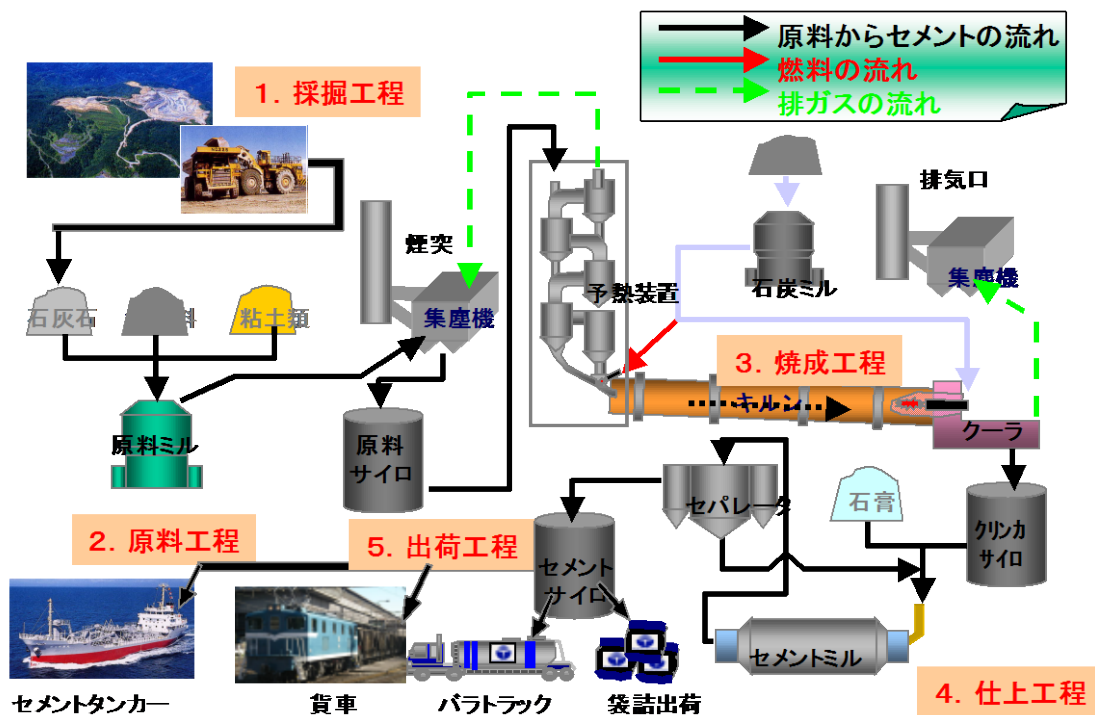 原料からセメントの流れ
燃料の流れ
排ガスの流れ
1. 採掘工程
排気口
煙突
予熱装置
石炭ミル
集塵機
石灰石
粘土類
集塵機
3. 焼成工程
キルン
クーラ
原料ミル
原料
サイロ
セパレータ
石膏
クリンカ
サイロ
2. 原料工程
5. 出荷工程
セメント
サイロ
セメントミル
セメントタンカー
貨車
バラトラック
袋詰出荷
4. 仕上工程